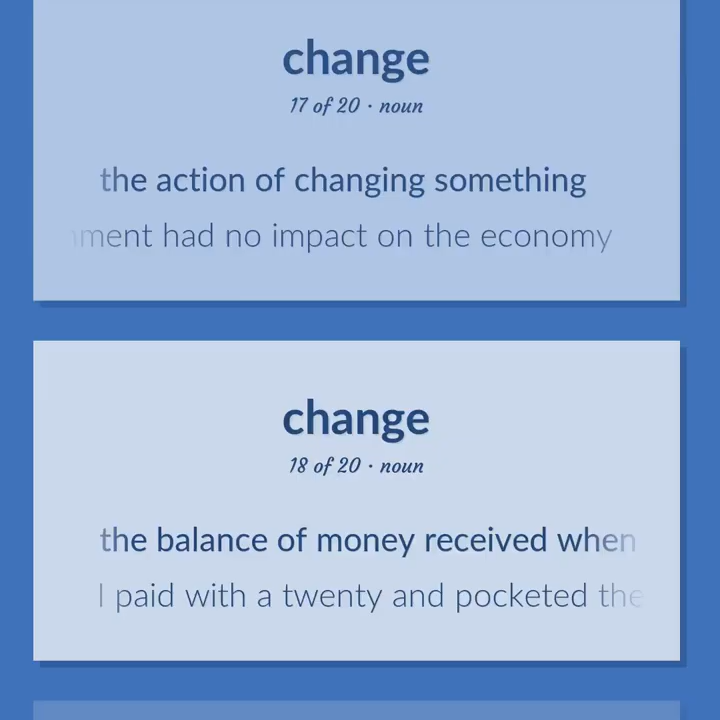 change
17 of 20 · noun
the action of changing something
had no impact on the economy
change
18 of 20 · noun
the balance of money received when
I paid with a twenty and pocketed the